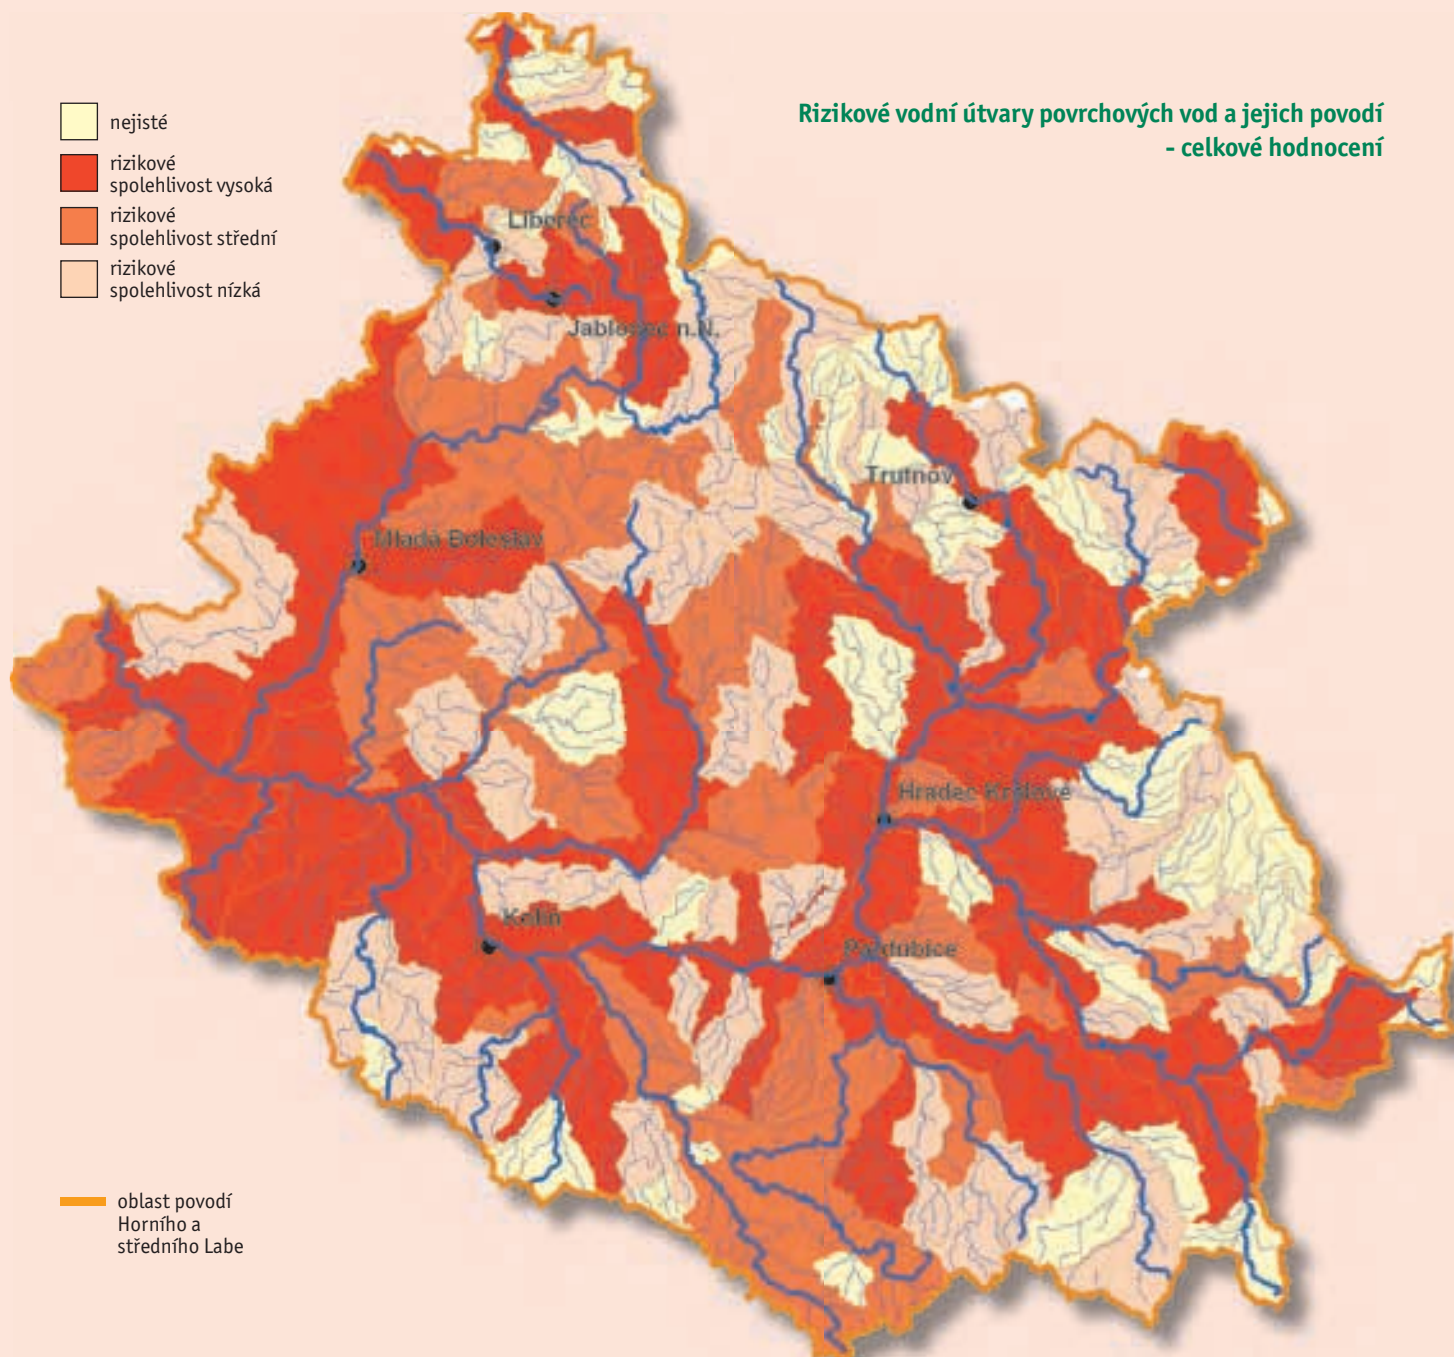 Rizikové vodní útvary povrchových vod a jejich povodí
- celkové hodnocení
nejisté
rizikové
spolehlivost vysoká
rizikové
spolehlivost střední
rizikové
spolehlivost nízká
Liberec
Jablonec n.N.
Trutnov
Mladá Boleslav
Hradec Králové
Kolín
Pardubice
oblast povodí
Horního a
středního Labe